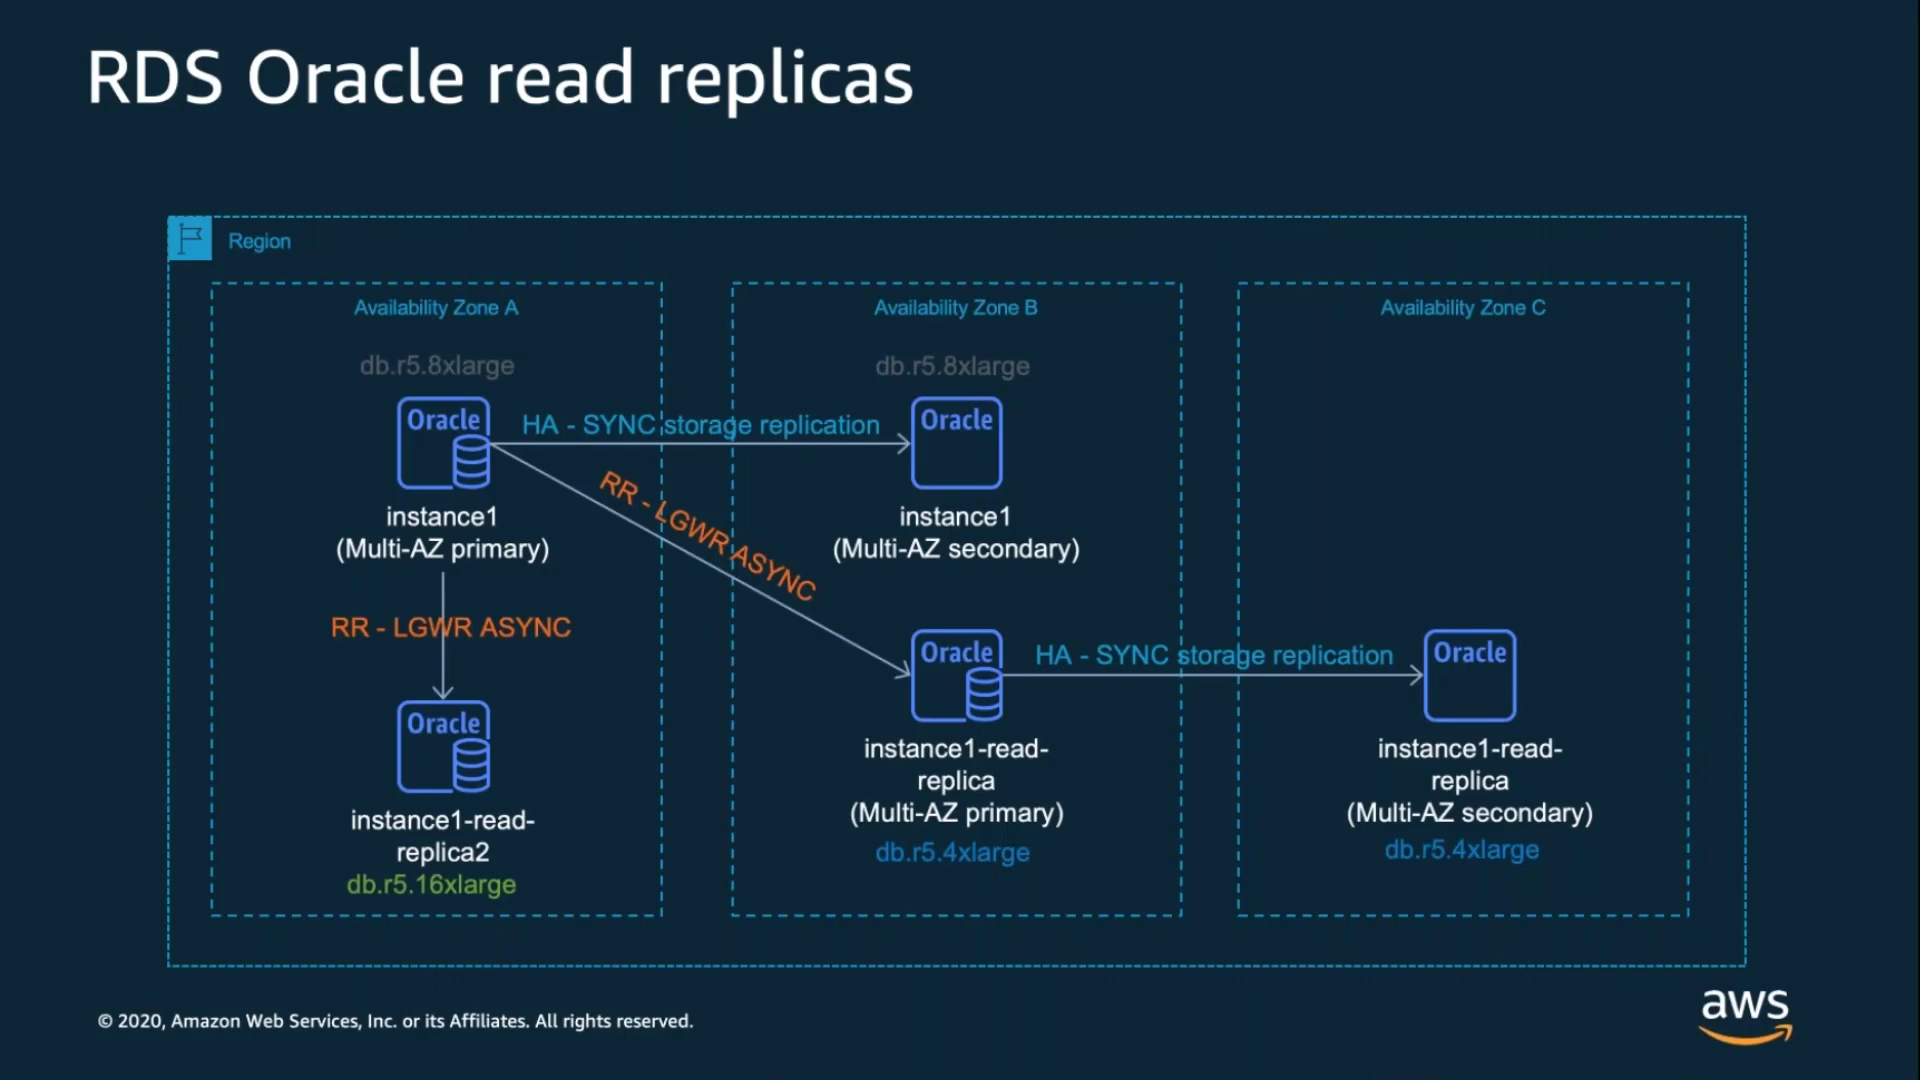 RDS Oracle read replicas
Region
Availability Zone A
Availability Zone B
Availability Zone C
db.r5.8xlarge
db.r5.8xlarge
Oracle
HA - SYNC storage replication
Oracle
instance1
(Multi-AZ primary)
RR - LGWR ASYNC
instance1
(Multi-AZ secondary)
RR - LGWR ASYNC
Oracle
instance1-read-
replica2
db.r5.16xlarge
Oracle
HA - SYNC storage replication
Oracle
instance1-read-
replica
(Multi-AZ primary)
db.r5.4xlarge
instance1-read-
replica
(Multi-AZ secondary)
db.r5.4xlarge
© 2020, Amazon Web Services, Inc. or its Affiliates. All rights reserved.
aws